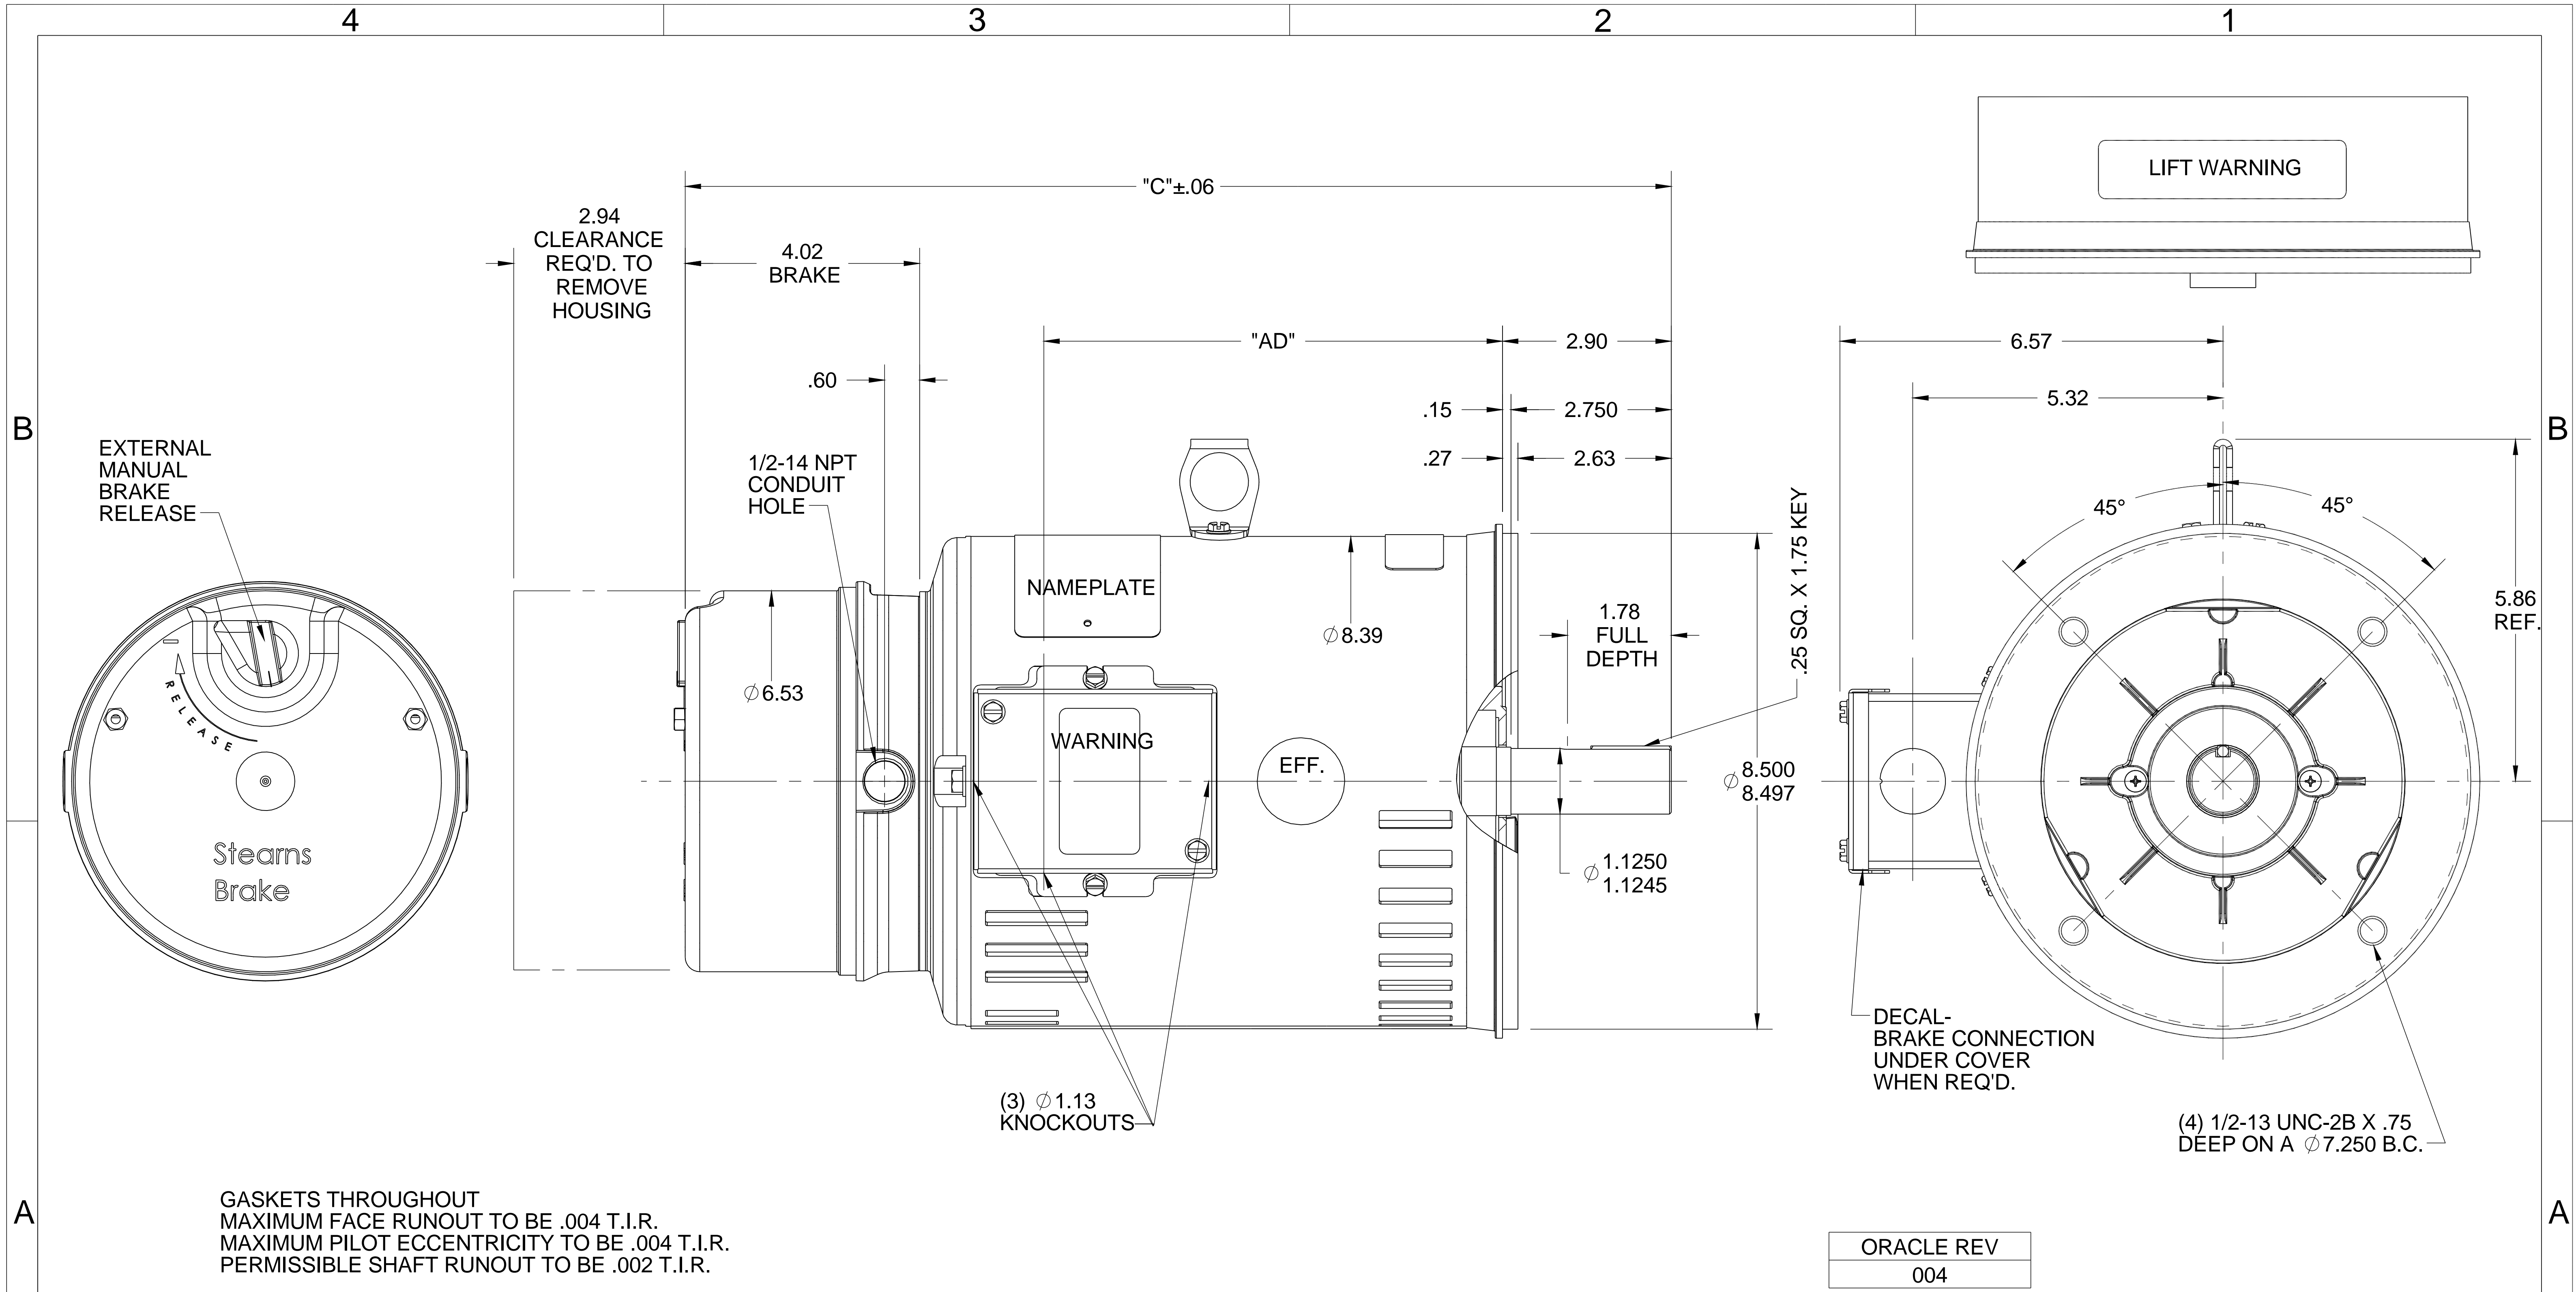 4
3
2
1
LIFT WARNING
"C"±.06
2.94
CLEARANCE
REQ'D. TO
REMOVE
HOUSING
4.02
BRAKE
"AD"
2.90
6.57
.60
.15
2.750
5.32
B
B
EXTERNAL
MANUAL
BRAKE
RELEASE
1/2-14 NPT
CONDUIT
HOLE
.27
2.63
45°
45°
.25 SQ. X 1.75 KEY
NAMEPLATE
∅8.39
1.78
FULL
DEPTH
5.86
REF.
∅6.53
RELEASE
WARNING
EFF.
∅8.500
8.497
Stearns
Brake
∅1.1250
1.1245
DECAL-
BRAKE CONNECTION
UNDER COVER
WHEN REQ'D.
(3) ∅1.13
KNOCKOUTS
(4) 1/2-13 UNC-2B X .75
DEEP ON A ∅7.250 B.C.
A
A
GASKETS THROUGHOUT
MAXIMUM FACE RUNOUT TO BE .004 T.I.R.
MAXIMUM PILOT ECCENTRICITY TO BE .004 T.I.R.
PERMISSIBLE SHAFT RUNOUT TO BE .002 T.I.R.
ORACLE REV
004